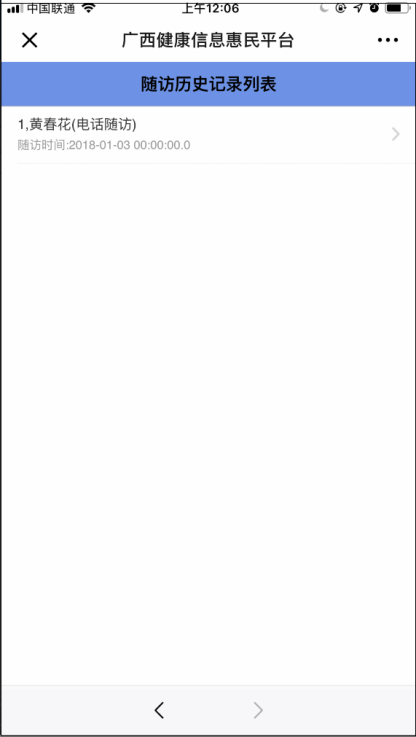 中国联通
上午12:06
广西健康信息惠民平台
随访历史记录列表
1,黄春花(电话随访)
随访时间:2018-01-03 00:00:00.0